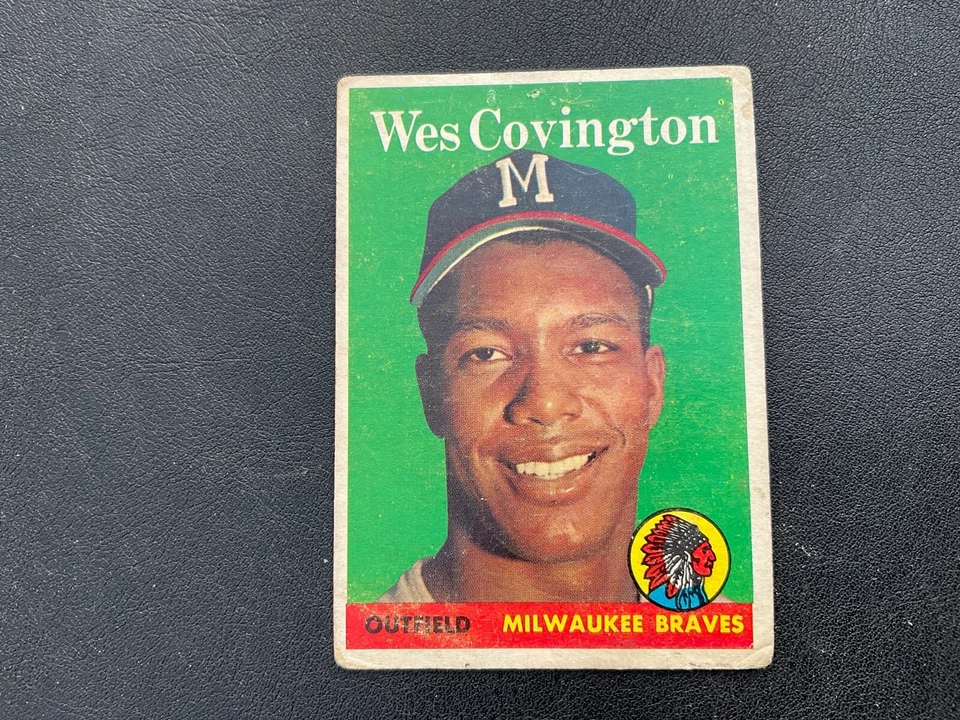 Wes Covington
M
OUTFIELD MILWAUKEE BRAVES